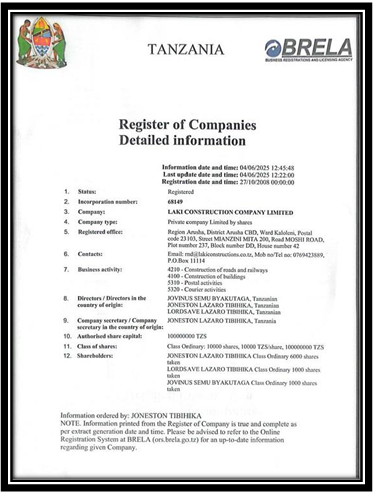 TANZANIA
BRELA
BUSINESS REGISTRATIONS AND LICENSING AGENCY
Register of Companies
Detailed information
Information date and time: 04/06/2025 12:45:48
Last update date and time: 04/06/2025 12:22:00
Registration date and time: 27/10/2008 00:00:00
1. Status: Registered
2. Incorporation number: 68149
3. Company: LAKI CONSTRUCTION COMPANY LIMITED
4. Company type: Private company Limited by shares
5. Registered office: Region Arusha, District Arusha CBD, Ward Kaloleni, Postal
code 23103, Street MIANZINI MITA 200, Road MOSHI ROAD,
Plot number 237, Block number DD, House number 42
6. Contacts: Email: rnd@lakiconstructions.co.tz, Mob no/Tel no: 0769423889,
P.O.Box 11114
7. Business activity: 4210 - Construction of roads and railways
4100 - Construction of buildings
5310 - Postal activities
5320 - Courier activities
8. Directors / Directors in the
country of origin:
JOVINUS SEMU BYAKUTAGA, Tanzanian
JONESTON LAZARO TIBIHIKA, Tanzanian
LORDSAVE LAZARO TIBIHIKA, Tanzanian
9. Company secretary / Company
secretary in the country of origin:
JONESTON LAZARO TIBIHIKA, Tanzania
10. Authorised share capital: 100000000 TZS
11. Class of shares: Class Ordinary: 10000 shares, 10000 TZS/share, 100000000 TZS
12. Shareholders: JONESTON LAZARO TIBIHIKA Class Ordinary 6000 shares
taken
LORDSAVE LAZARO TIBIHIKA Class Ordinary 1000 shares
taken
JOVINUS SEMU BYAKUTAGA Class Ordinary 1000 shares
taken
Information ordered by: JONESTON TIBIHIKA
NOTE. Information printed from the Register of Company is true and complete as
per extract generation date and time. Please be advised to refer to the Online
Registration System at BRELA (ors.brela.go.tz) for an up-to-date information
regarding given Company.